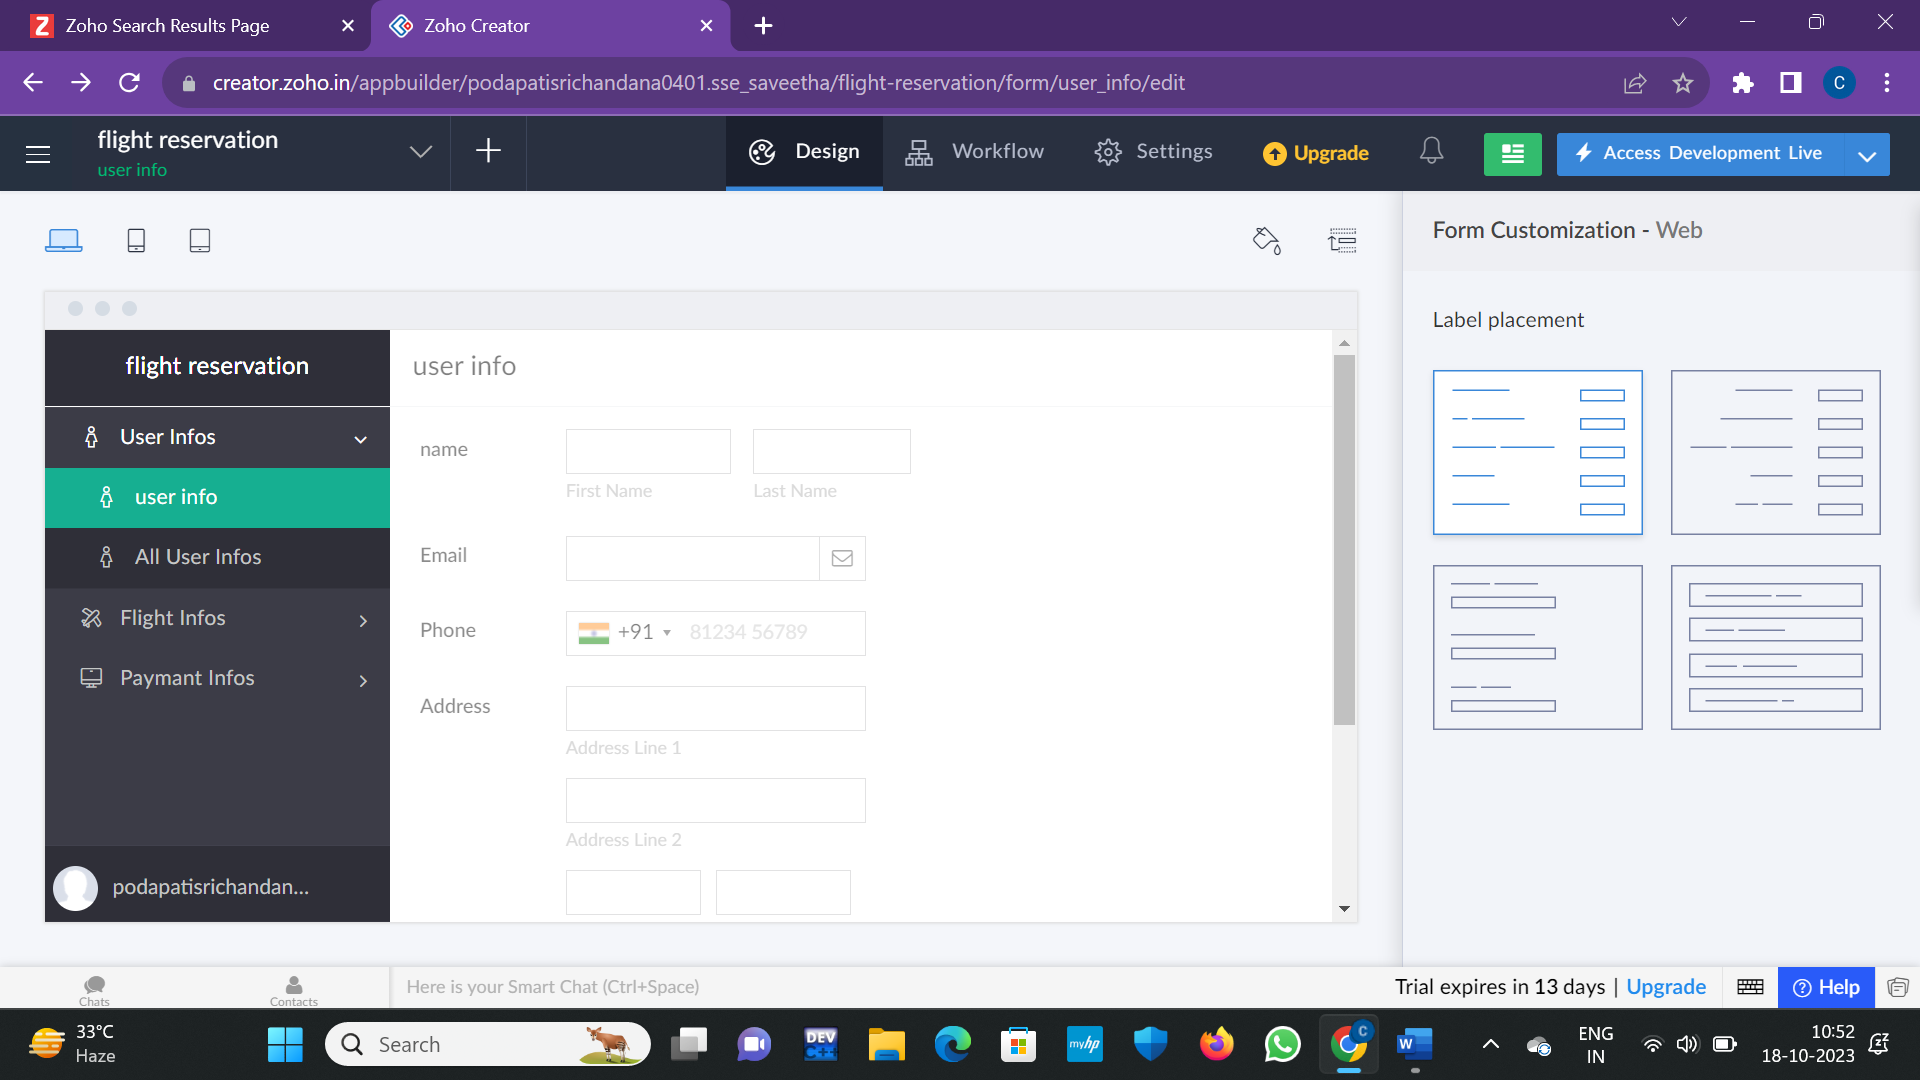 Zoho Search Results Page
Zoho Creator
creator.zoho.in/appbuilder/podapatisrichandana0401.sse_saveetha/flight-reservation/form/user_info/edit
C
flight reservation
user info
Design
Workflow
Settings
Upgrade
Access Development Live
Form Customization - Web
Label placement
flight reservation
User Infos
user info
All User Infos
Flight Infos
Paymant Infos
podapatisrichandan...
user info
name
First Name
Last Name
Email
Phone
+91
81234 56789
Address
Address Line 1
Address Line 2
Chats
Contacts
Here is your Smart Chat (Ctrl+Space)
Trial expires in 13 days | Upgrade
Help
33°C
Haze
Search
DEV
C++
myhp
C
W
ENG
IN
10:52
18-10-2023